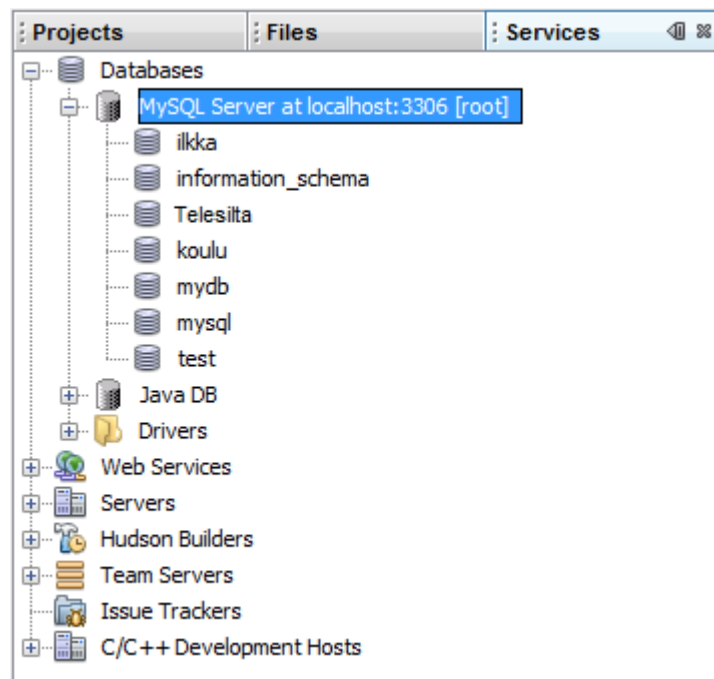 Projects Files Services
Databases
MySQL Server at localhost:3306 [root]
ilkka
information_schema
Telesilta
koulu
mydb
mysql
test
Java DB
Drivers
Web Services
Servers
Hudson Builders
Team Servers
Issue Trackers
C/C++ Development Hosts